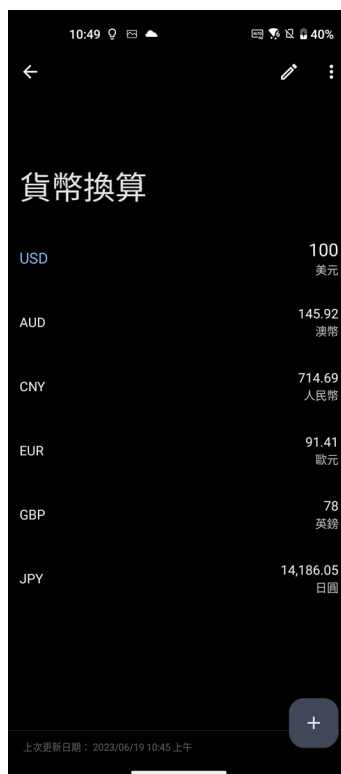 10:49
40%
貨幣換算
USD
100
美元
AUD
145.92
澳幣
CNY
714.69
人民幣
EUR
91.41
歐元
GBP
78
英鎊
JPY
14,186.05
日圓
+
上次更新日期： 2023/06/19 10:45 上午